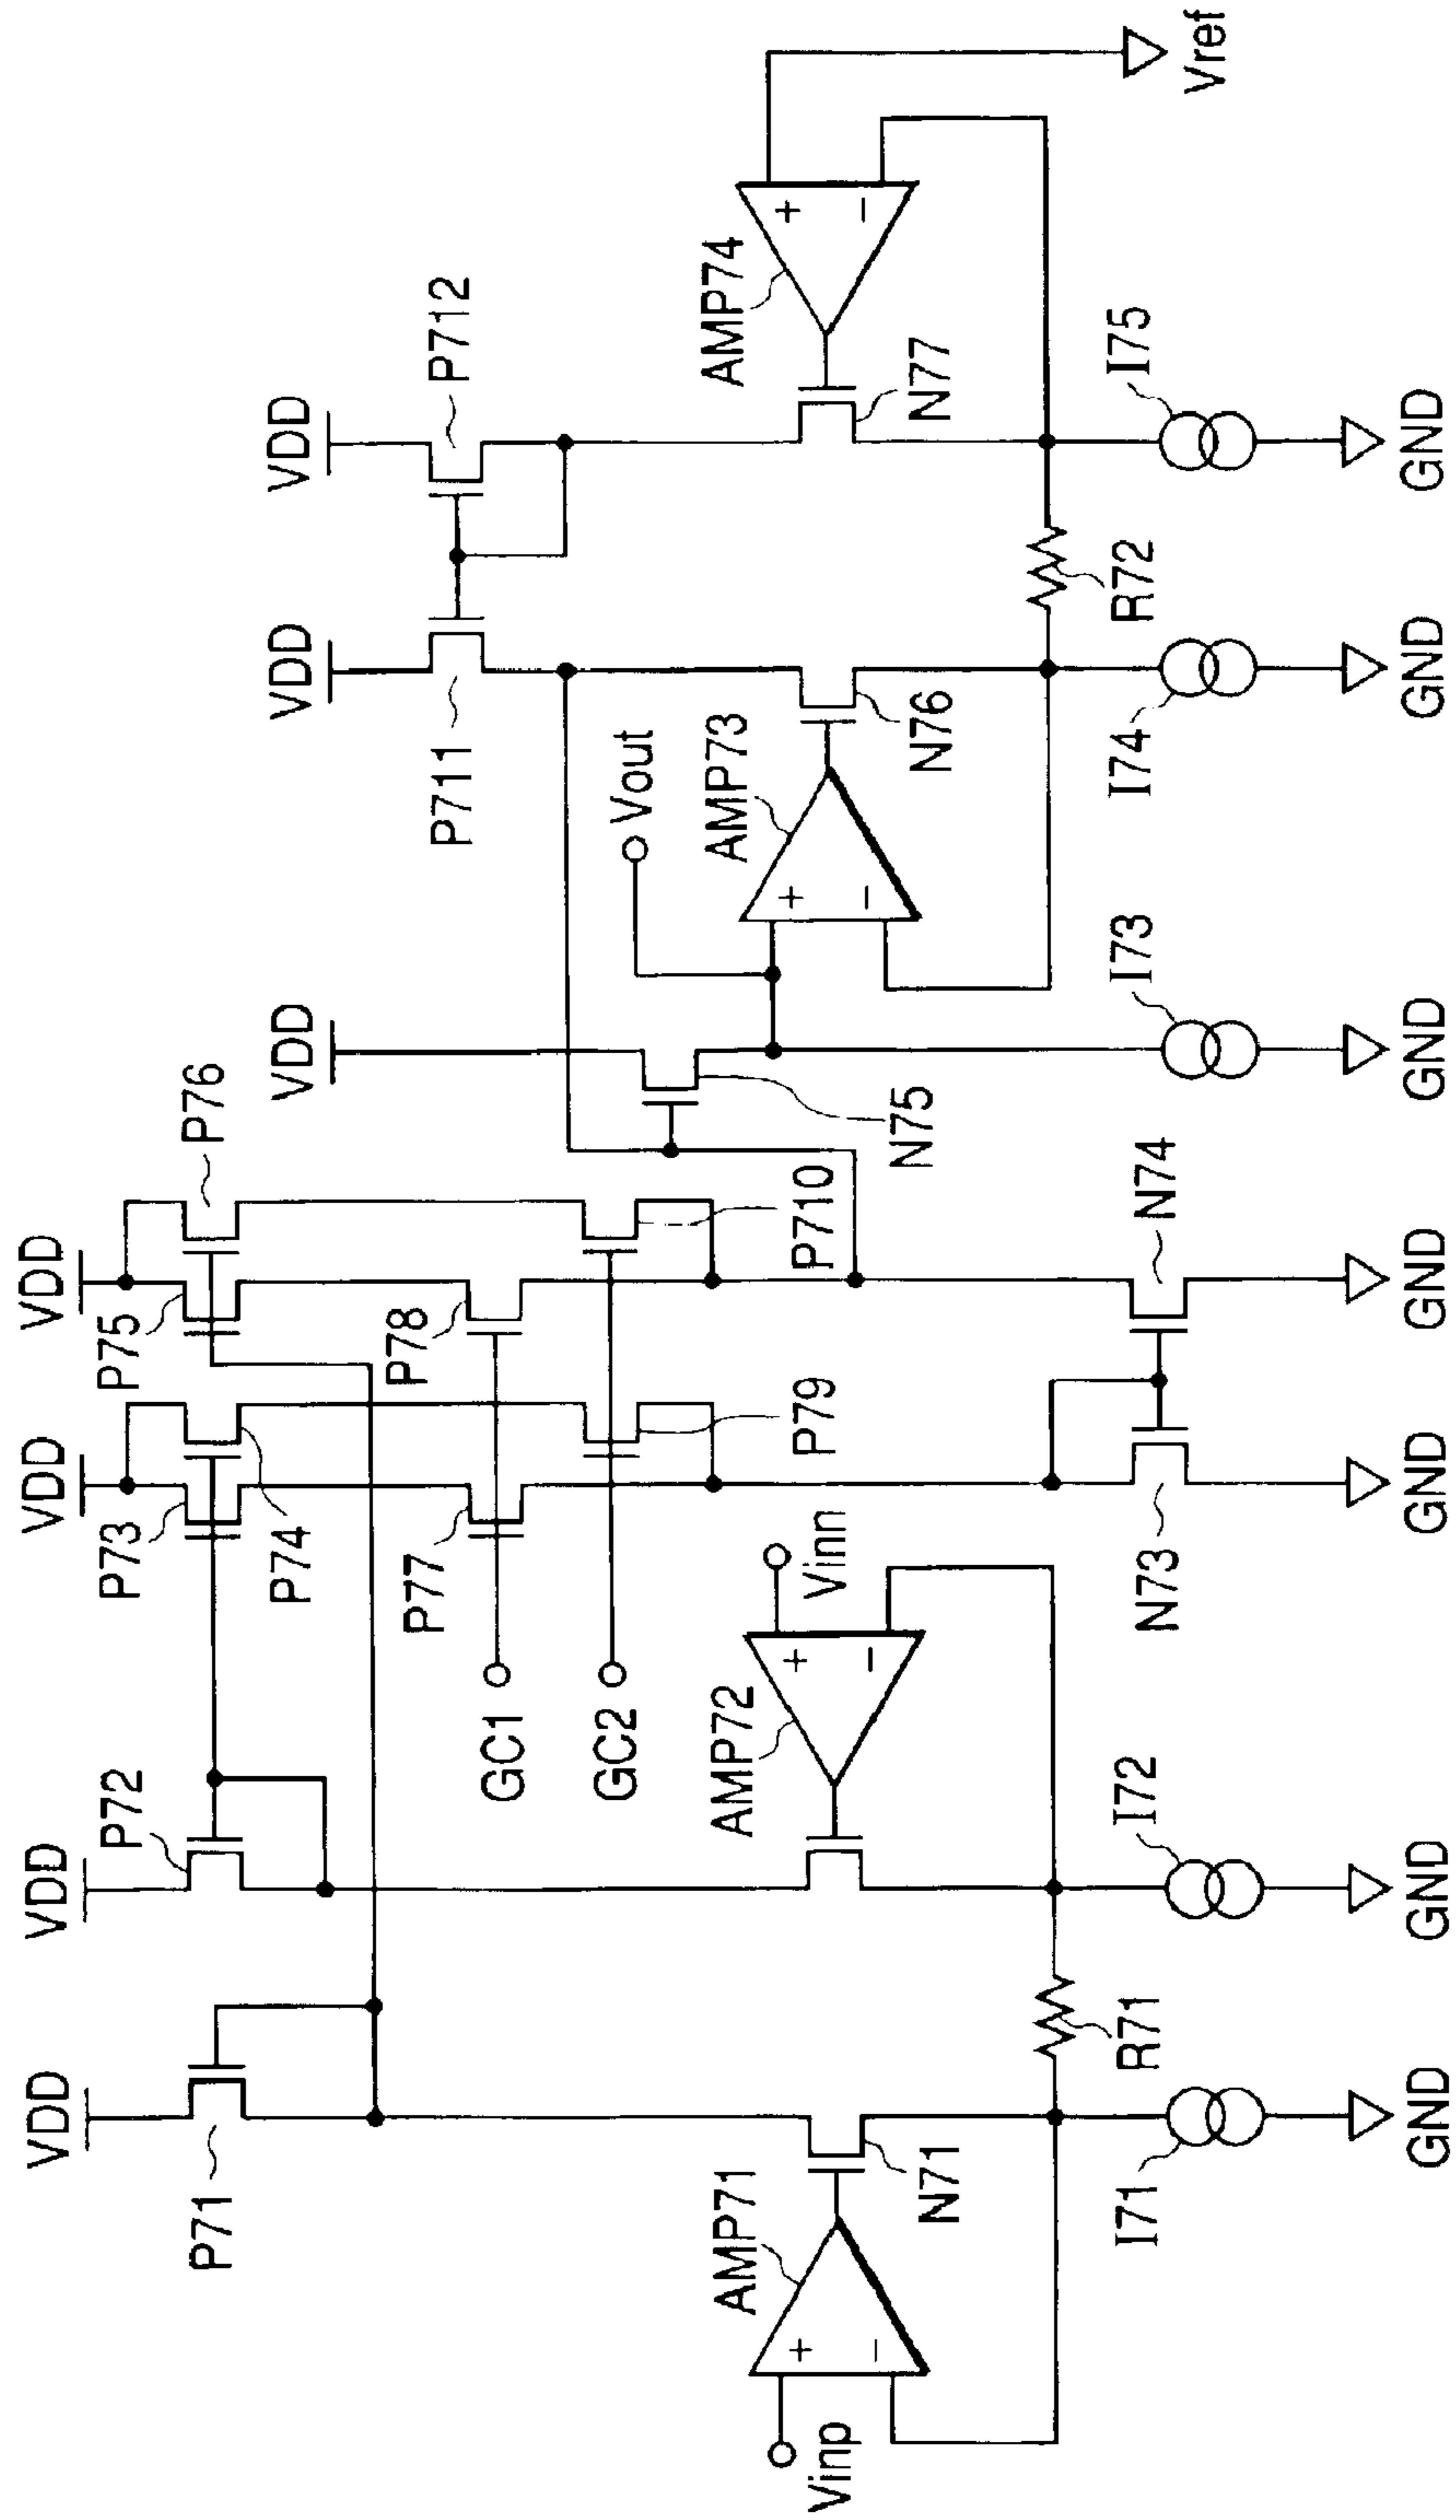 VDD
P71
VDD
P72
VDD
P73
P74
VDD
P75
P76
P77
P78
GC1
GC2
P79
P710
VDD
VDD
P711
VDD
P712
Vinp
AMP71
+
−
N71
AMP72
+
−
Vinn
N75
Vout
AMP73
+
−
N76
N77
AMP74
+
−
Vref
I71
R71
I72
N73
N74
I73
I74
R72
I75
GND
GND
GND
GND
GND
GND
GND